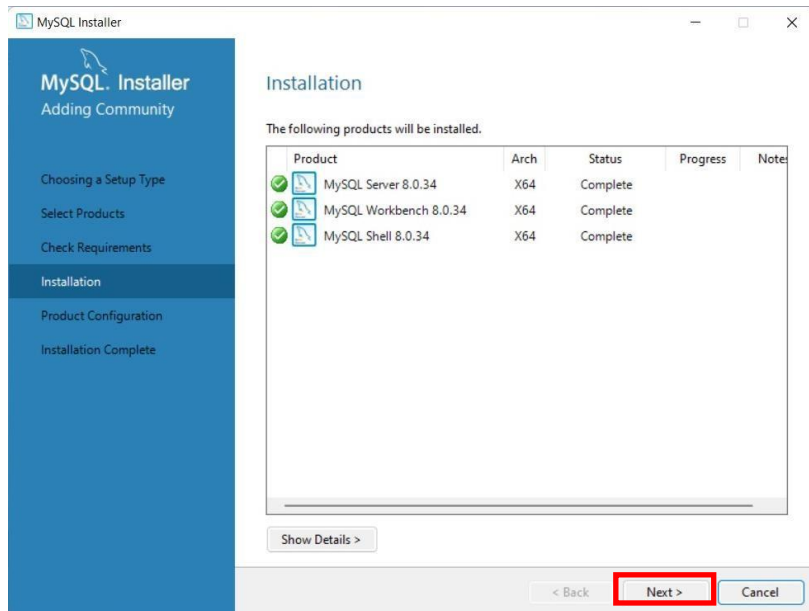 MySQL Installer
MySQL. Installer
Adding Community
Choosing a Setup Type
Select Products
Check Requirements
Installation
Product Configuration
Installation Complete
Installation
The following products will be installed.
Product Arch Status Progress Notes
MySQL Server 8.0.34 X64 Complete
MySQL Workbench 8.0.34 X64 Complete
MySQL Shell 8.0.34 X64 Complete
Show Details >
< Back Next > Cancel